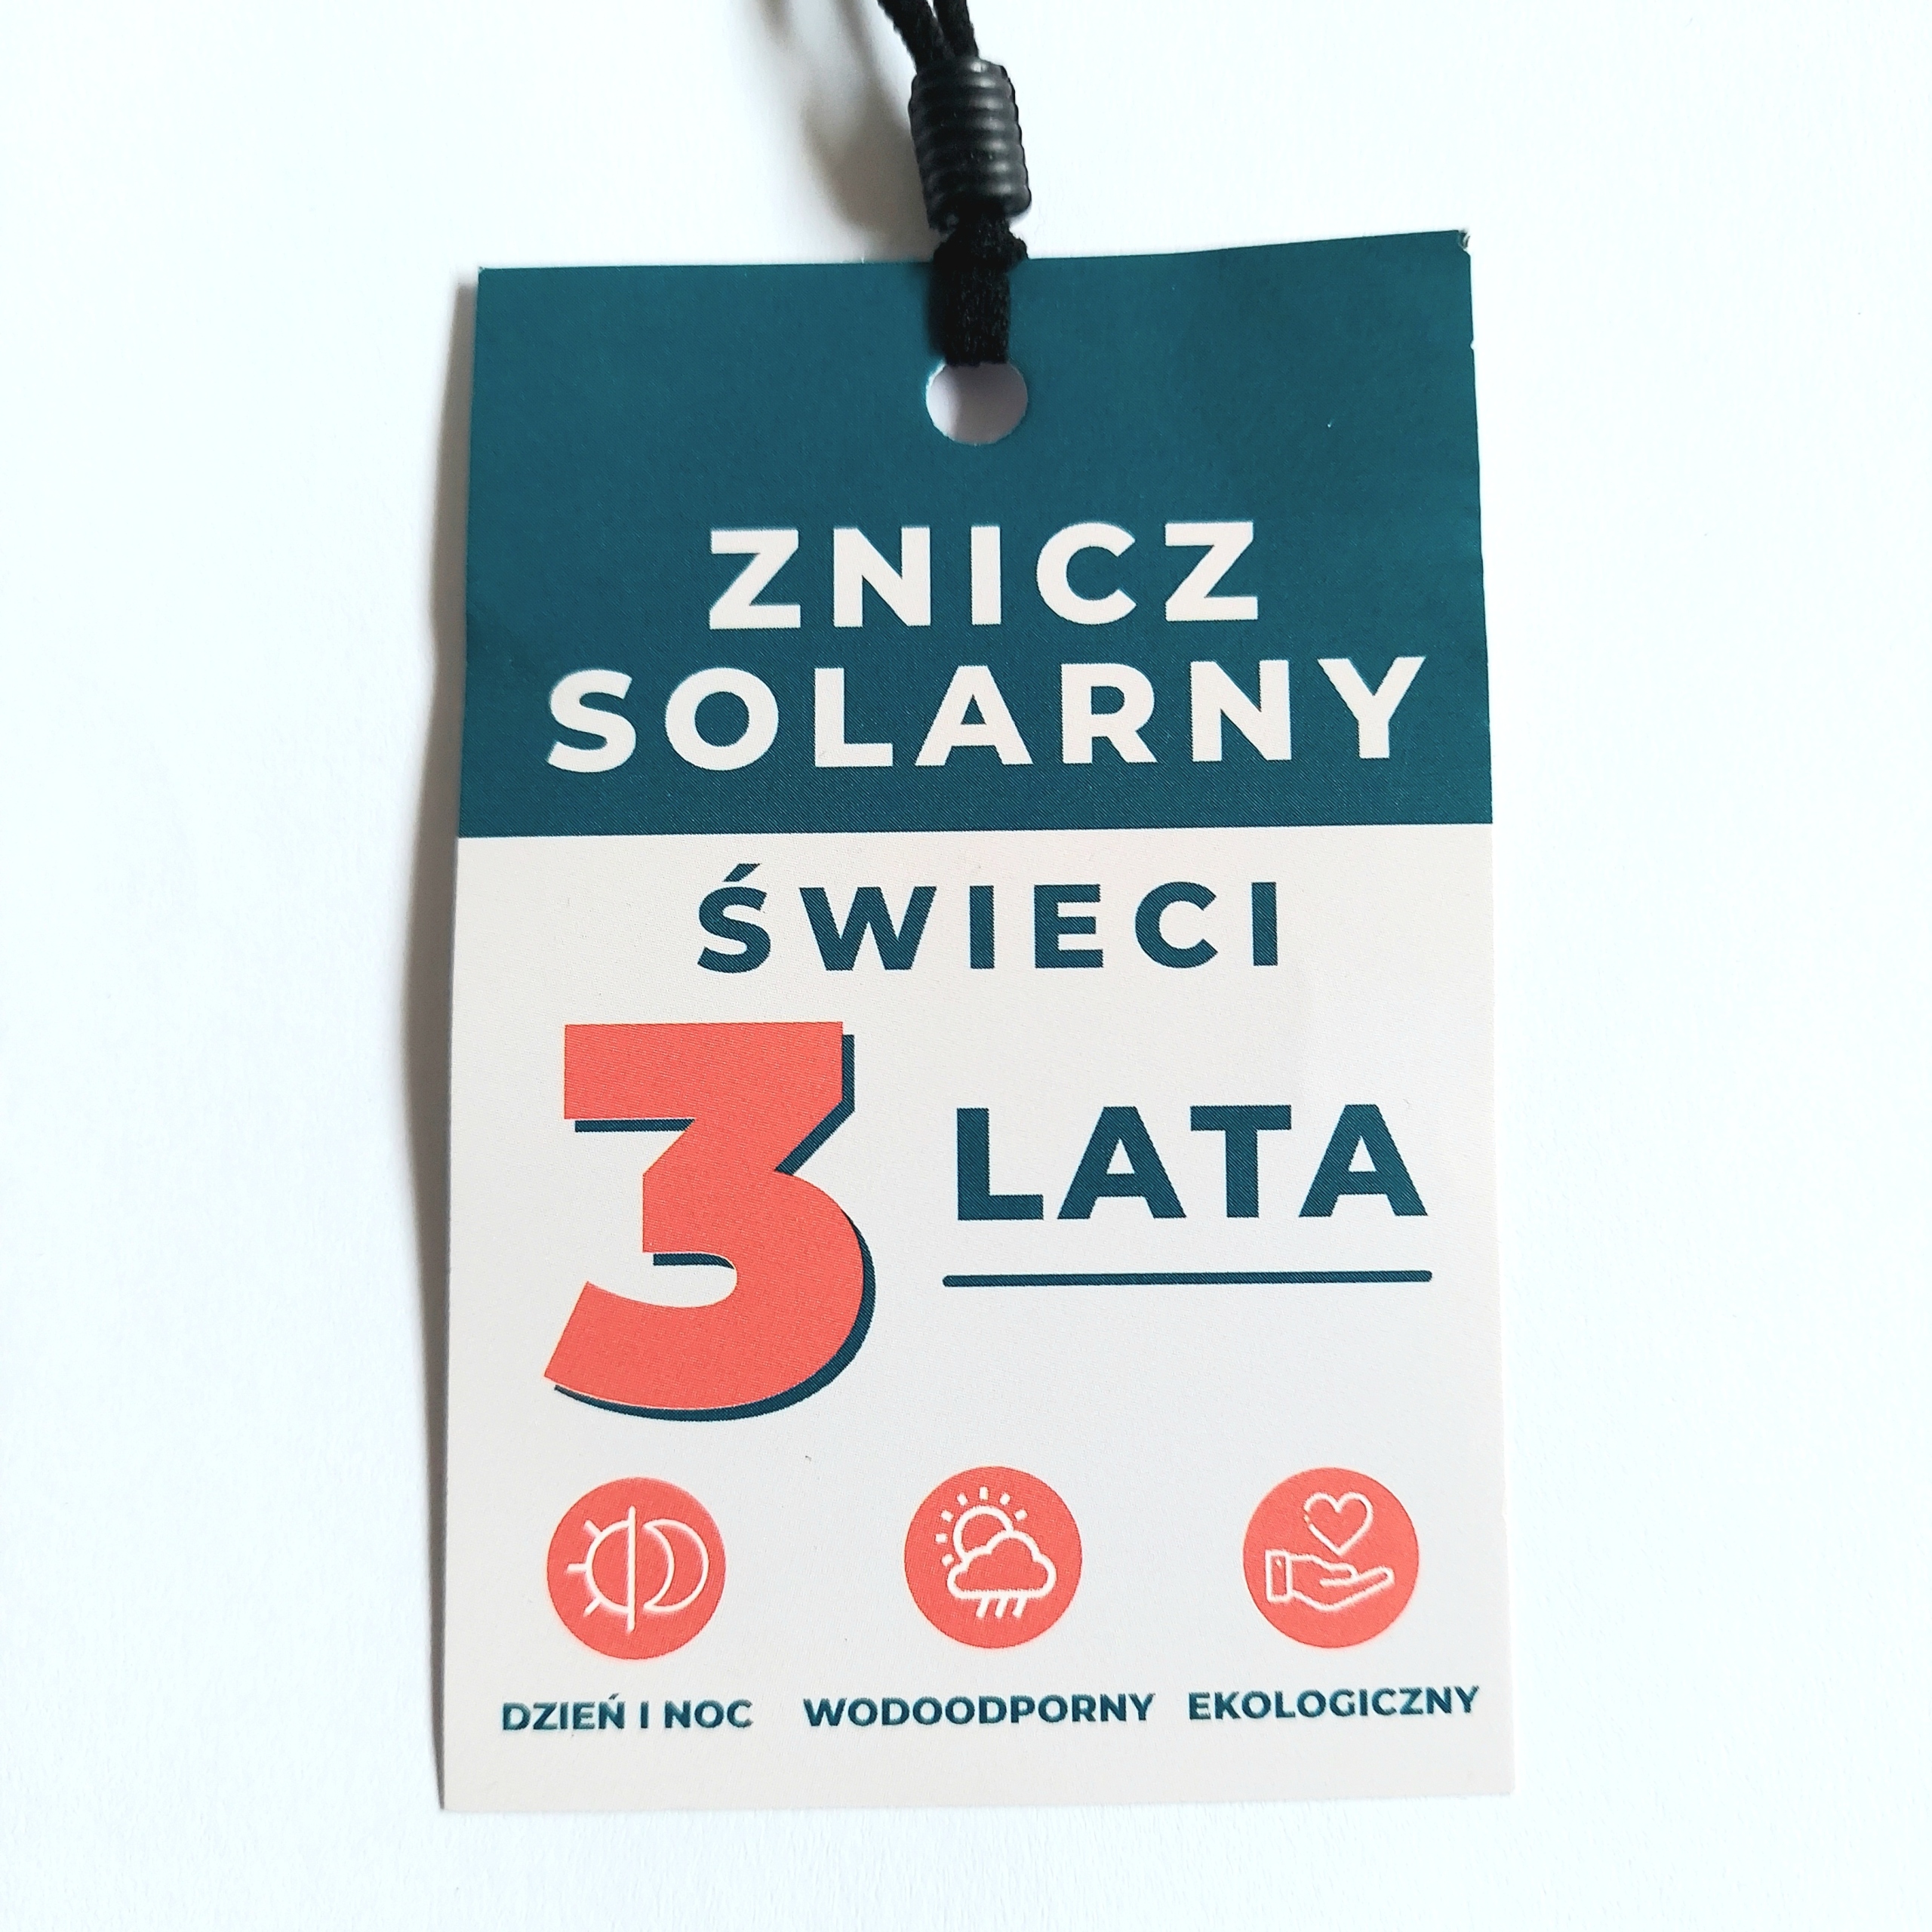 ZNICZ
SOLARNY
ŚWIECI
3 LATA
DZIEŃ I NOC WODOODPORNY EKOLOGICZNY